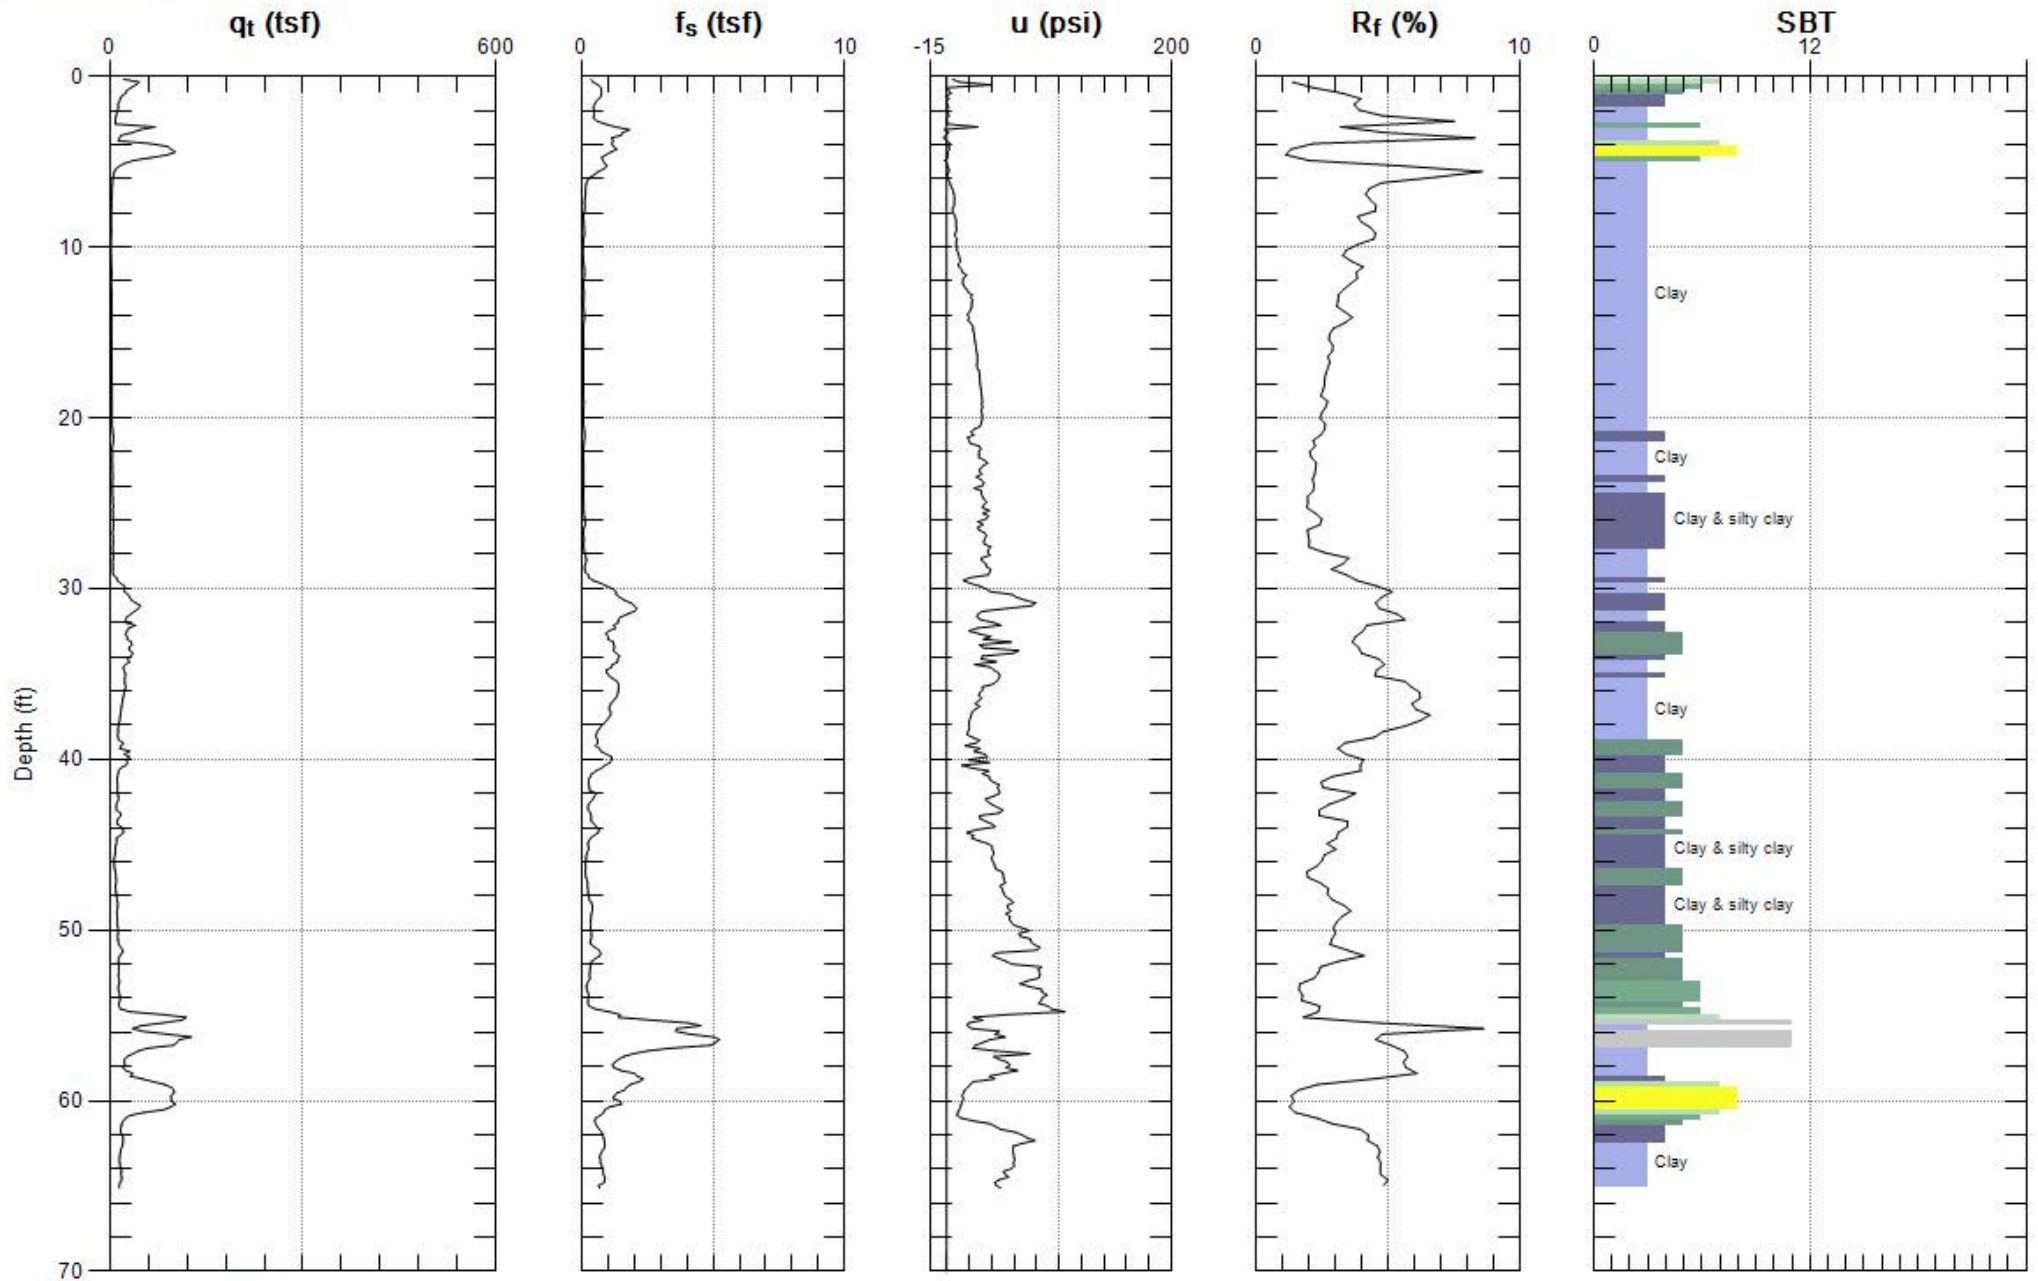 qt (tsf)
fs (tsf)
u (psi)
Rf (%)
SBT
0
600
0
10
-15
200
0
10
0
12
0
10
Clay
20
Clay
Clay & silty clay
30
Clay
Depth (ft)
40
Clay & silty clay
Clay & silty clay
50
60
Clay
70